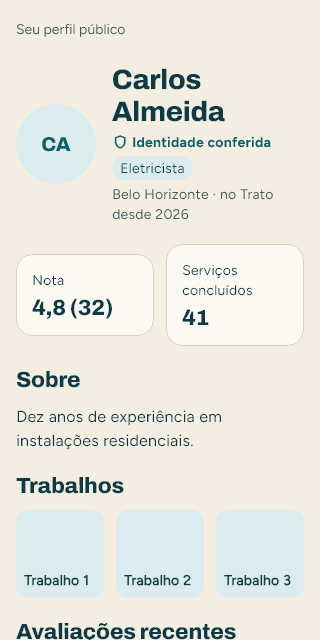 Seu perfil público
CA
Carlos
Almeida
Identidade conferida
Eletricista
Belo Horizonte · no Trato
desde 2026
Nota
4,8 (32)
Serviços
concluídos
41
Sobre
Dez anos de experiência em
instalações residenciais.
Trabalhos
Trabalho 1
Trabalho 2
Trabalho 3
Avaliações recentes